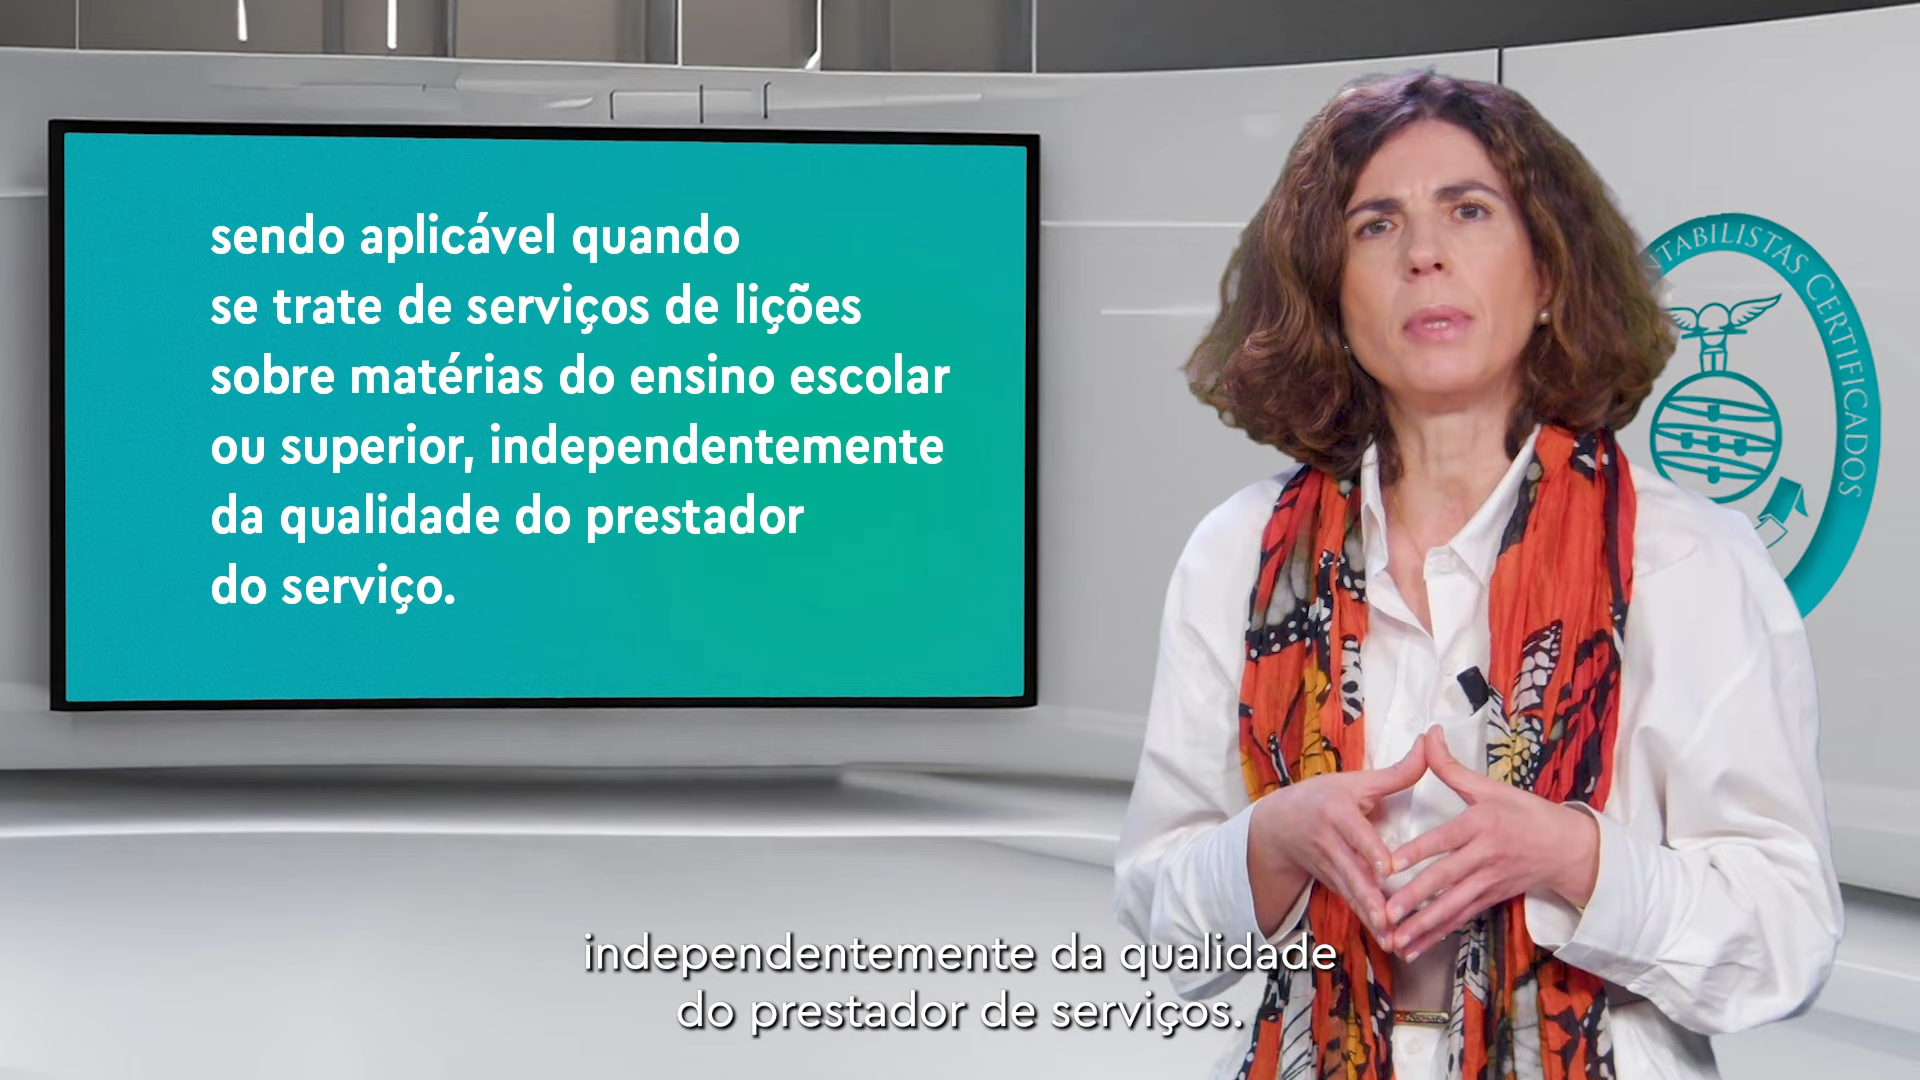 sendo aplicável quando
se trate de serviços de lições
sobre matérias do ensino escolar
ou superior, independentemente
da qualidade do prestador
do serviço.
CERTIFICADOS
independentemente da qualidade
do prestador de serviços.